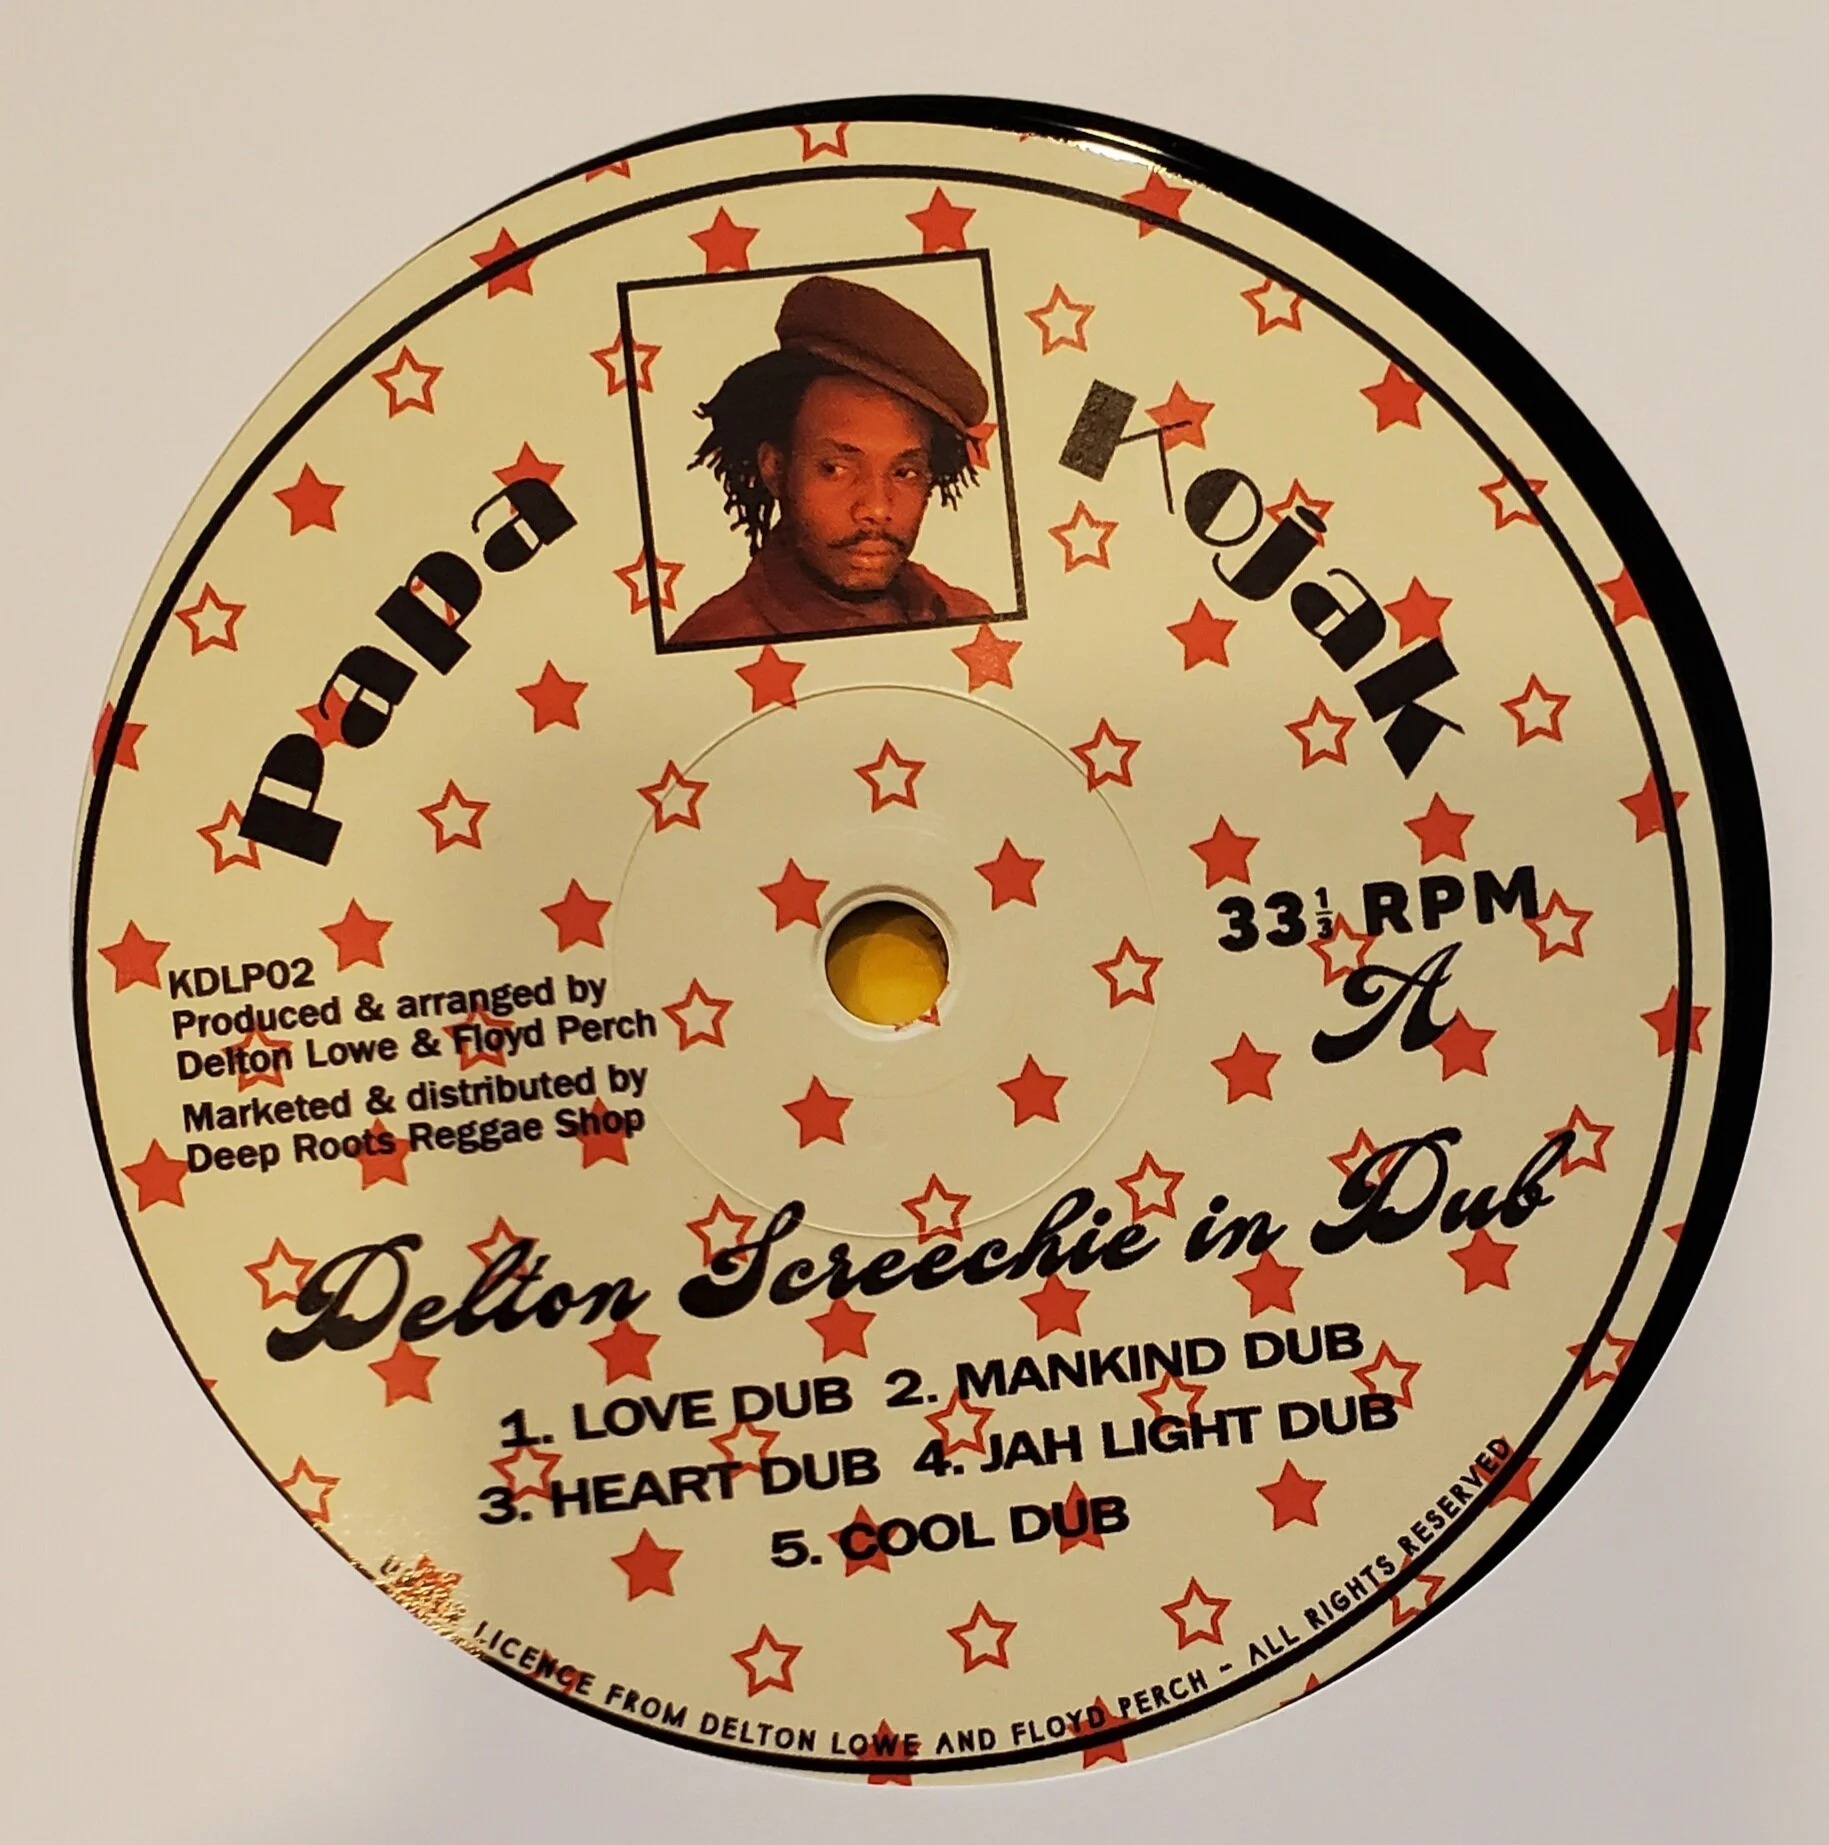 Papa Kojak
33⅓ RPM
A
KDLP02
Produced & arranged by
Delton Lowe & Floyd Perch
Marketed & distributed by
Deep Roots Reggae Shop
Delton Screechie in Dub
1. LOVE DUB 2. MANKIND DUB
3. HEART DUB 4. JAH LIGHT DUB
5. COOL DUB
LICENCE FROM DELTON LOWE AND FLOYD PERCH - ALL RIGHTS RESERVED